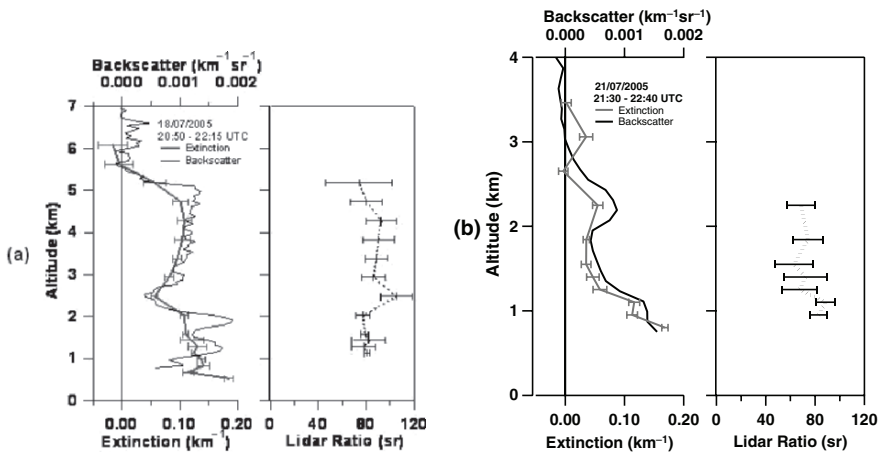 Backscatter (km⁻¹sr⁻¹)
0.000 0.001 0.002
7
6
5
4
3
2
1
0
Altitude (km)
(a)
18/07/2005
20:50 - 22:15 UTC
Extinction
Backscatter
0.00 0.10 0.20
Extinction (km⁻¹)
0 40 80 120
Lidar Ratio (sr)
Backscatter (km⁻¹sr⁻¹)
0.000 0.001 0.002
4
3
2
1
0
Altitude (km)
(b)
21/07/2005
21:30 - 22:40 UTC
Extinction
Backscatter
0.00 0.10 0.20
Extinction (km⁻¹)
0 40 80 120
Lidar Ratio (sr)